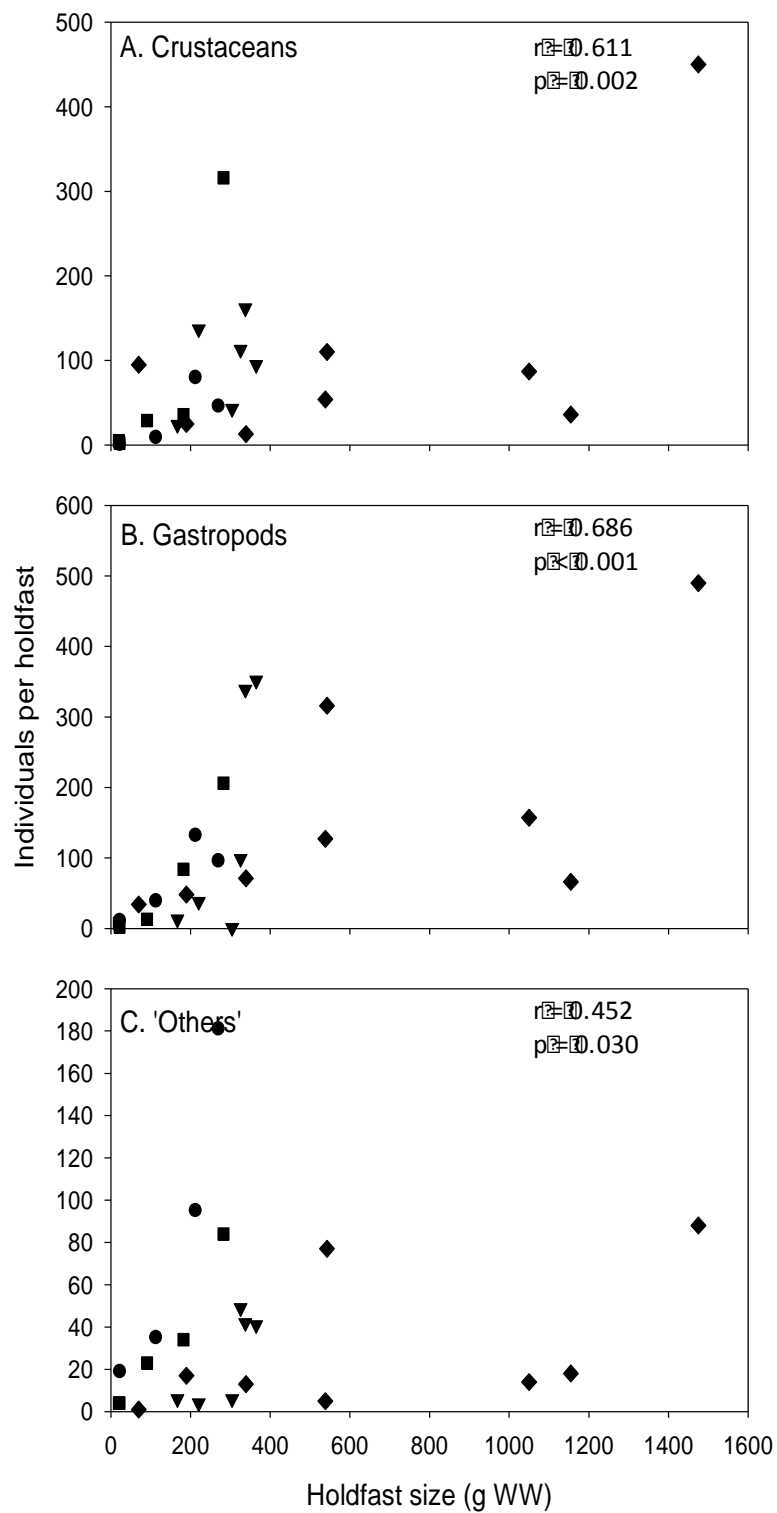 500
A. Crustaceans
r = 0.611
p = 0.002
400
300
200
100
0
600
B. Gastropods
r = 0.686
p < 0.001
500
400
300
200
100
0
Individuals per holdfast
200
C. 'Others'
r = 0.452
p = 0.030
180
160
140
120
100
80
60
40
20
0
0 200 400 600 800 1000 1200 1400 1600
Holdfast size (g WW)